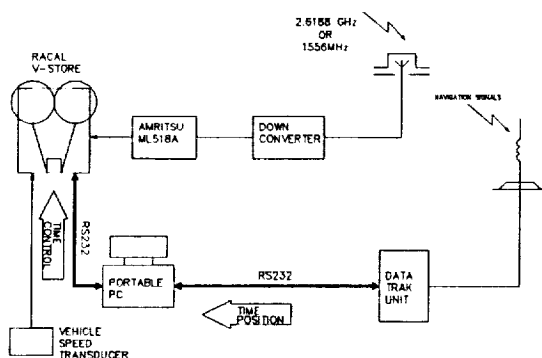 2.6188 GHz
OR
1556MHz
RACAL
V-STORE
NAVIGATION SIGNALS
AMRITSU
ML518A
DOWN
CONVERTER
TIME
CONTROL
RS232
PORTABLE
PC
RS232
DATA
TRAK
UNIT
TIME
POSITION
VEHICLE
SPEED
TRANSDUCER